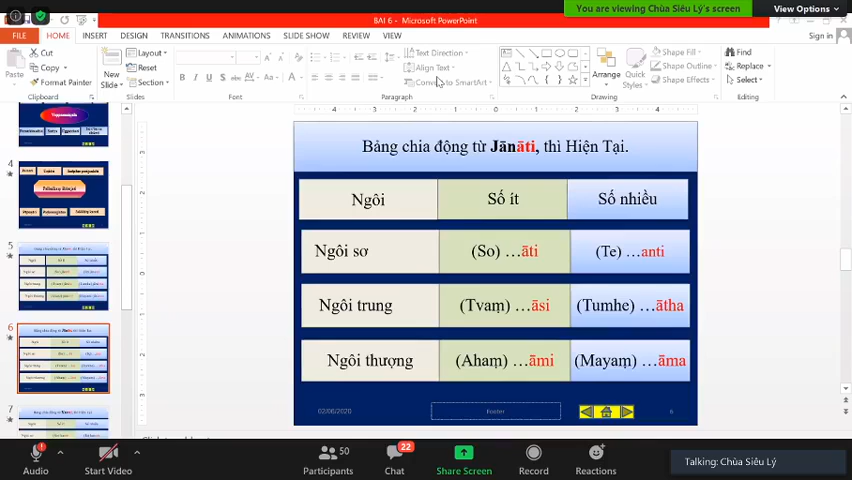 You are viewing Chùa Siêu Lý's screen
View Options
BAI 6 - Microsoft PowerPoint
FILE HOME INSERT DESIGN TRANSITIONS ANIMATIONS SLIDE SHOW REVIEW VIEW
Sign in
Paste
Cut
Copy
Format Painter
Clipboard
New Slide
Layout
Reset
Section
Slides
Font
Text Direction
Align Text
Convert to SmartArt
Paragraph
Arrange
Quick Styles
Shape Fill
Shape Outline
Shape Effects
Drawing
Find
Replace
Select
Editing
4
5
6
7
Bảng chia động từ Jānāti, thì Hiện Tại.
Ngôi Số ít Số nhiều
Ngôi sơ (So) …āti (Te) …anti
Ngôi trung (Tvaṃ) …āsi (Tumhe) …ātha
Ngôi thượng (Ahaṃ) …āmi (Mayaṃ) …āma
02/06/2020 Footer 6
Audio
Start Video
50
Participants
22
Chat
Share Screen
Record
Reactions
Talking: Chùa Siêu Lý